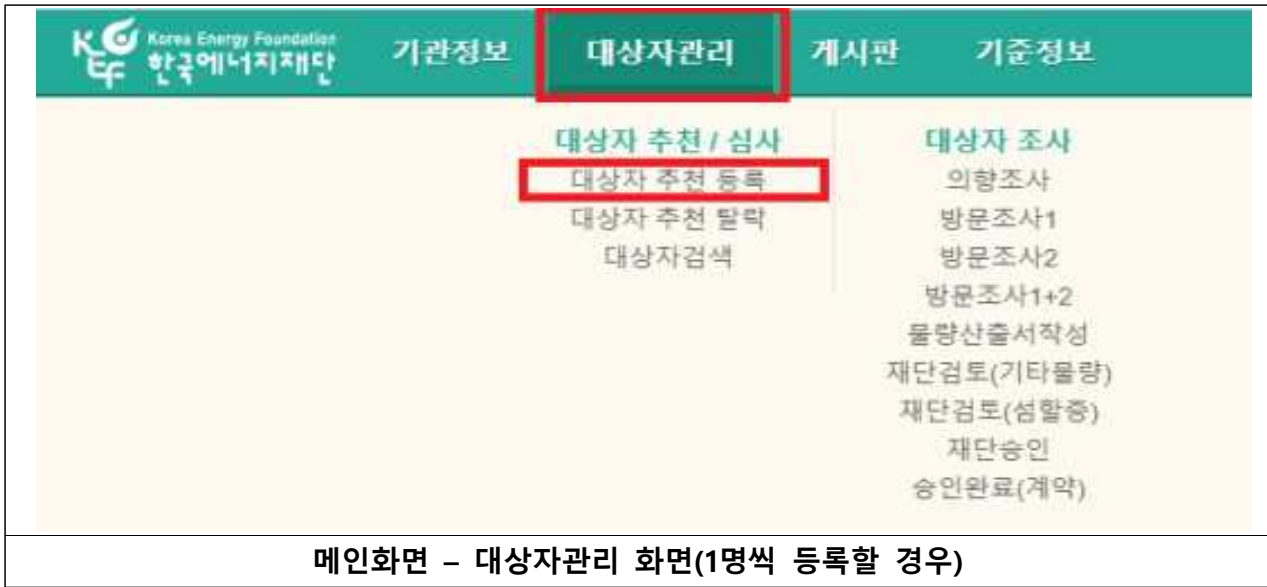 Korea Energy Foundation
KEF 한국에너지재단
기관정보 대상자관리 게시판 기준정보
대상자 추천 / 심사
대상자 추천 등록
대상자 추천 탈락
대상자검색
대상자 조사
의향조사
방문조사1
방문조사2
방문조사1+2
물량산출서작성
재단검토(기타물량)
재단검토(섬할증)
재단승인
승인완료(계약)
메인화면 – 대상자관리 화면(1명씩 등록할 경우)